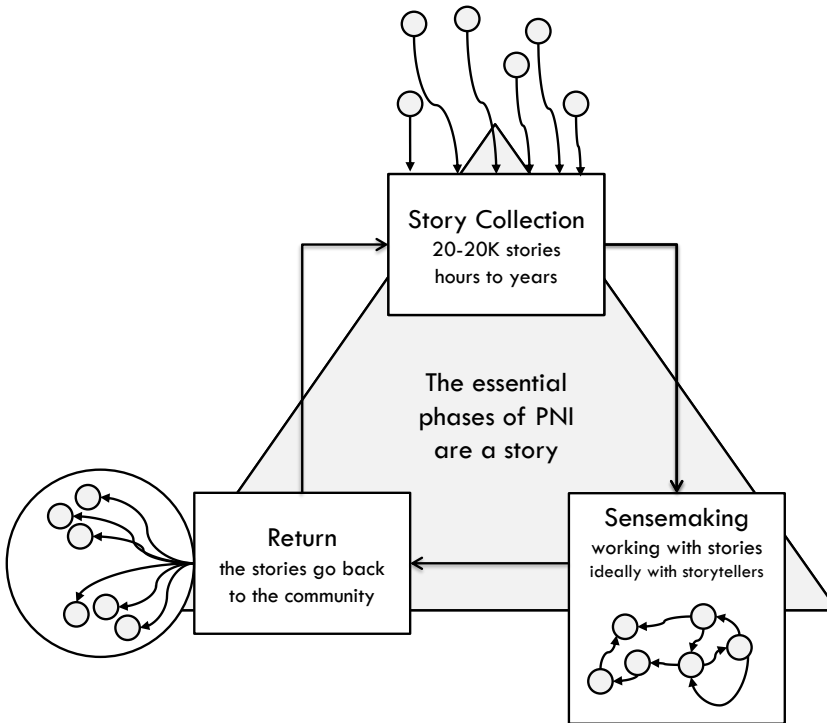 Story Collection
20-20K stories
hours to years
The essential
phases of PNI
are a story
Return
the stories go back
to the community
Sensemaking
working with stories
ideally with storytellers